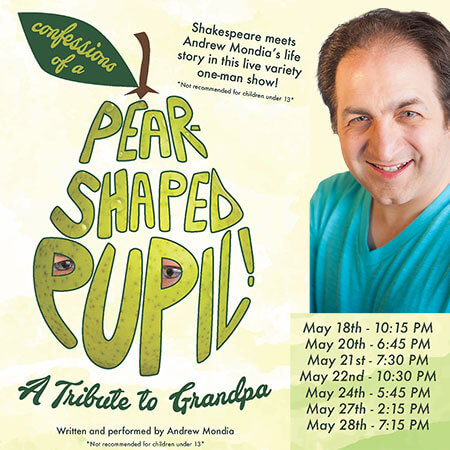 confessions
of a
PEAR-
SHAPED
PUPIL!
A Tribute to Grandpa
Written and performed by Andrew Mondia
*Not recommended for children under 13*
Shakespeare meets
Andrew Mondia's life
story in this live variety
one-man show!
*Not recommended for children under 13*
May 18th - 10:15 PM
May 20th - 6:45 PM
May 21st - 7:30 PM
May 22nd - 10:30 PM
May 24th - 5:45 PM
May 27th - 2:15 PM
May 28th - 7:15 PM